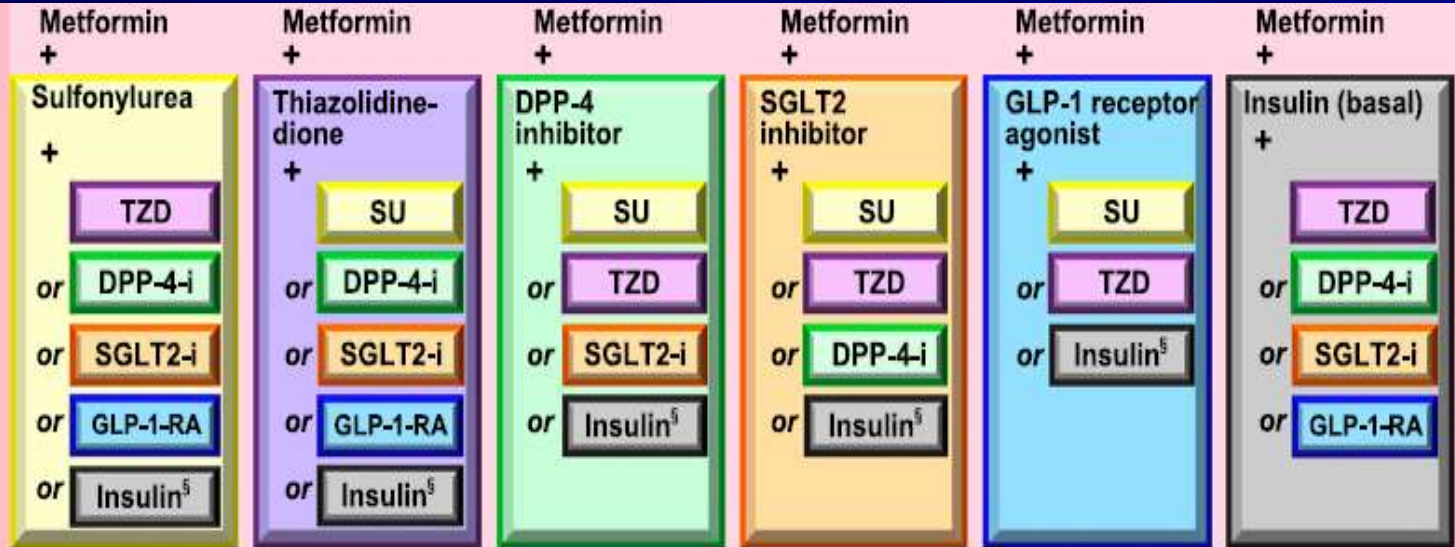 Metformin
+
Sulfonylurea
+
TZD
or DPP-4-i
or SGLT2-i
or GLP-1-RA
or Insulin§
Metformin
+
Thiazolidine-
dione
+
SU
or DPP-4-i
or SGLT2-i
or GLP-1-RA
or Insulin§
Metformin
+
DPP-4
inhibitor
+
SU
or TZD
or SGLT2-i
or Insulin§
Metformin
+
SGLT2
inhibitor
+
SU
or TZD
or DPP-4-i
or Insulin§
Metformin
+
GLP-1 receptor
agonist
+
SU
or TZD
or Insulin§
Metformin
+
Insulin (basal)
+
TZD
or DPP-4-i
or SGLT2-i
or GLP-1-RA